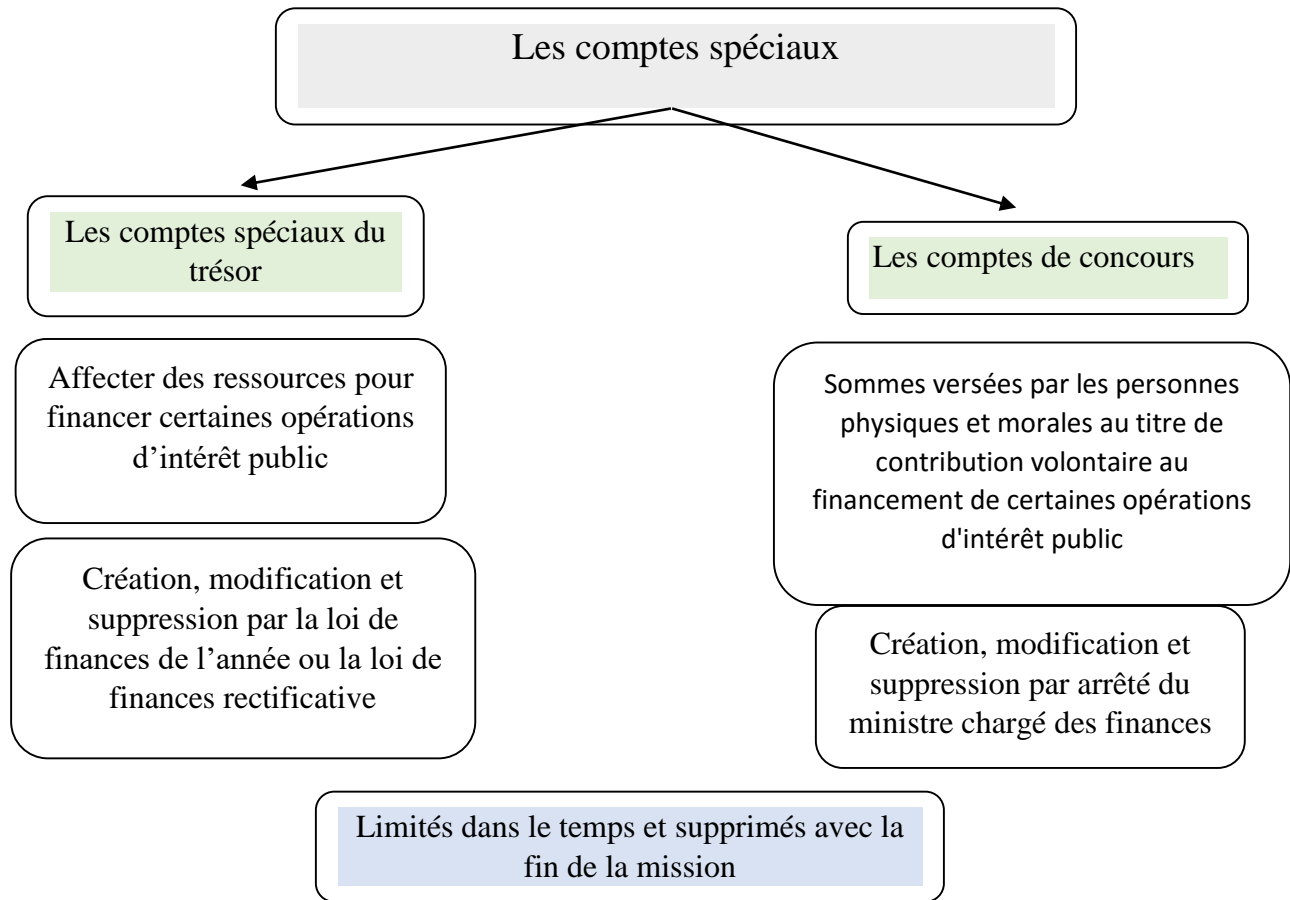 Les comptes spéciaux
Les comptes spéciaux du
trésor
Affecter des ressources pour
financer certaines opérations
d’intérêt public
Création, modification et
suppression par la loi de
finances de l’année ou la loi de
finances rectificative
Les comptes de concours
Sommes versées par les personnes
physiques et morales au titre de
contribution volontaire au
financement de certaines opérations
d'intérêt public
Création, modification et
suppression par arrêté du
ministre chargé des finances
Limités dans le temps et supprimés avec la
fin de la mission